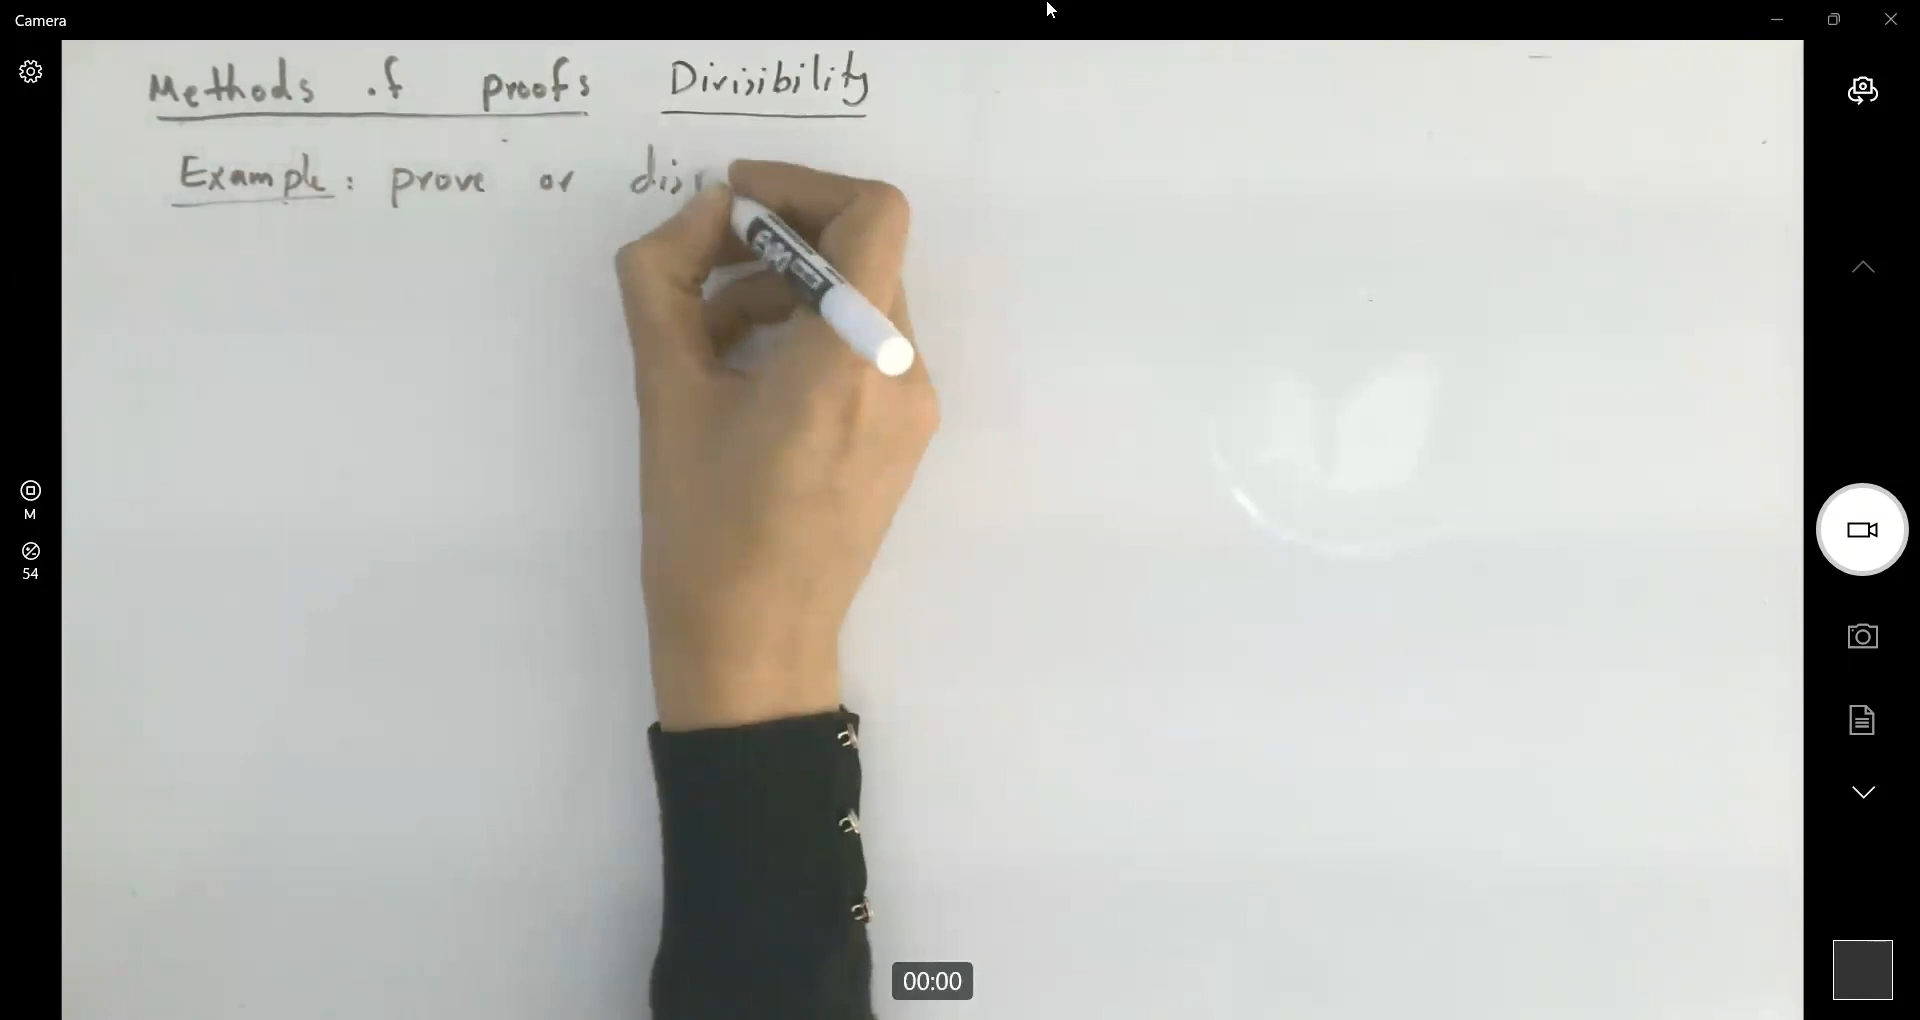 Camera
Methods of proofs Divisibility
Example: prove or dis
M
54
00:00